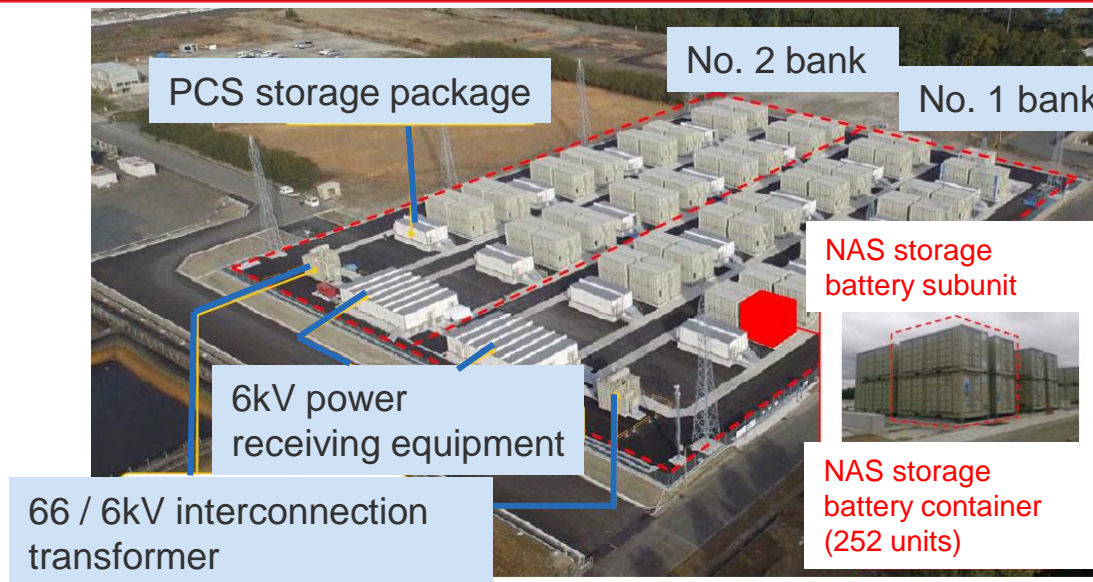 No. 2 bank
PCS storage package
No. 1 bank
NAS storage
battery subunit
6kV power
receiving equipment
NAS storage
battery container
(252 units)
66 / 6kV interconnection
transformer